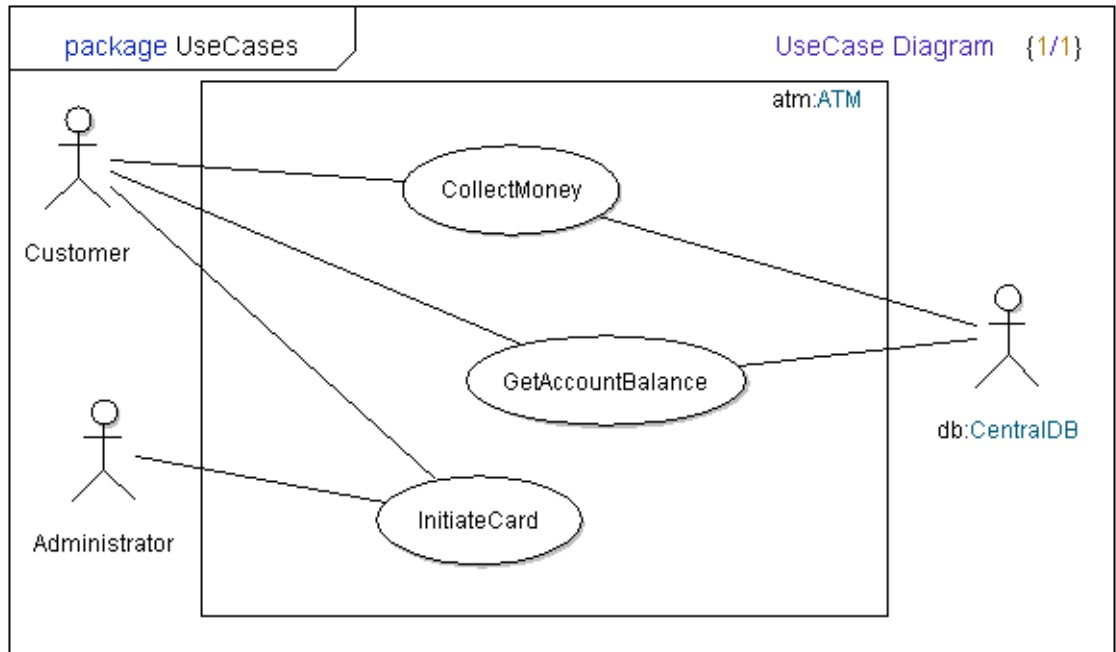 package UseCases
UseCase Diagram {1/1}
atm:ATM
CollectMoney
Customer
GetAccountBalance
db:CentralDB
InitiateCard
Administrator